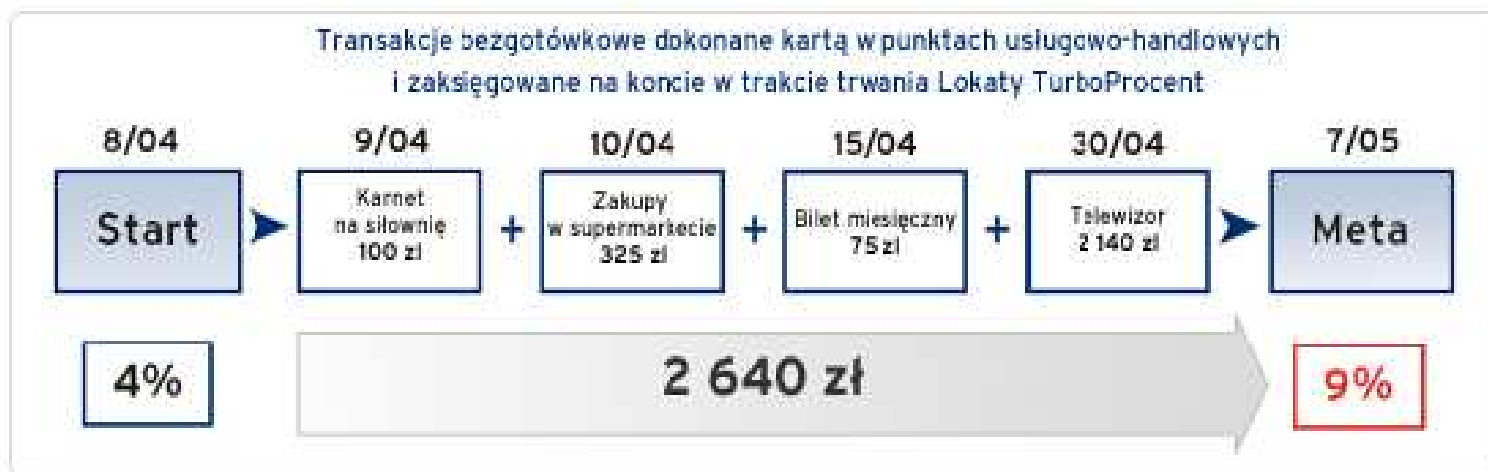 Transakcje bezgotówkowe dokonane kartą w punktach usługowo-handlowych
i zaksięgowane na koncie w trakcie trwania Lokaty TurboProcent
8/04
Start
9/04
Karnet
na siłownię
100 zł
+
10/04
Zakupy
w supermarkecie
325 zł
+
15/04
Bilet miesięczny
75 zł
+
30/04
Telewizor
2 140 zł
7/05
Meta
4%
2 640 zł
9%